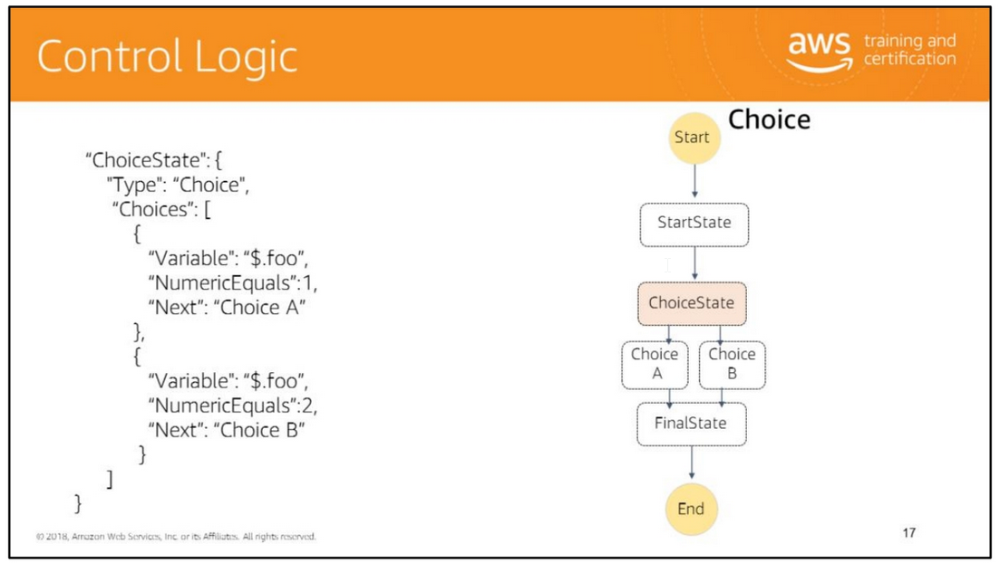 Control Logic
aws training and
certification
“ChoiceState": {
"Type": “Choice",
“Choices”: [
{
“Variable": “$.foo”,
“NumericEquals”:1,
“Next”: “Choice A”
},
{
“Variable": “$.foo”,
“NumericEquals”:2,
“Next”: “Choice B”
}
]
}
Choice
Start
StartState
ChoiceState
Choice
A
Choice
B
FinalState
End
© 2018, Amazon Web Services, Inc. or its Affiliates. All rights reserved.
17